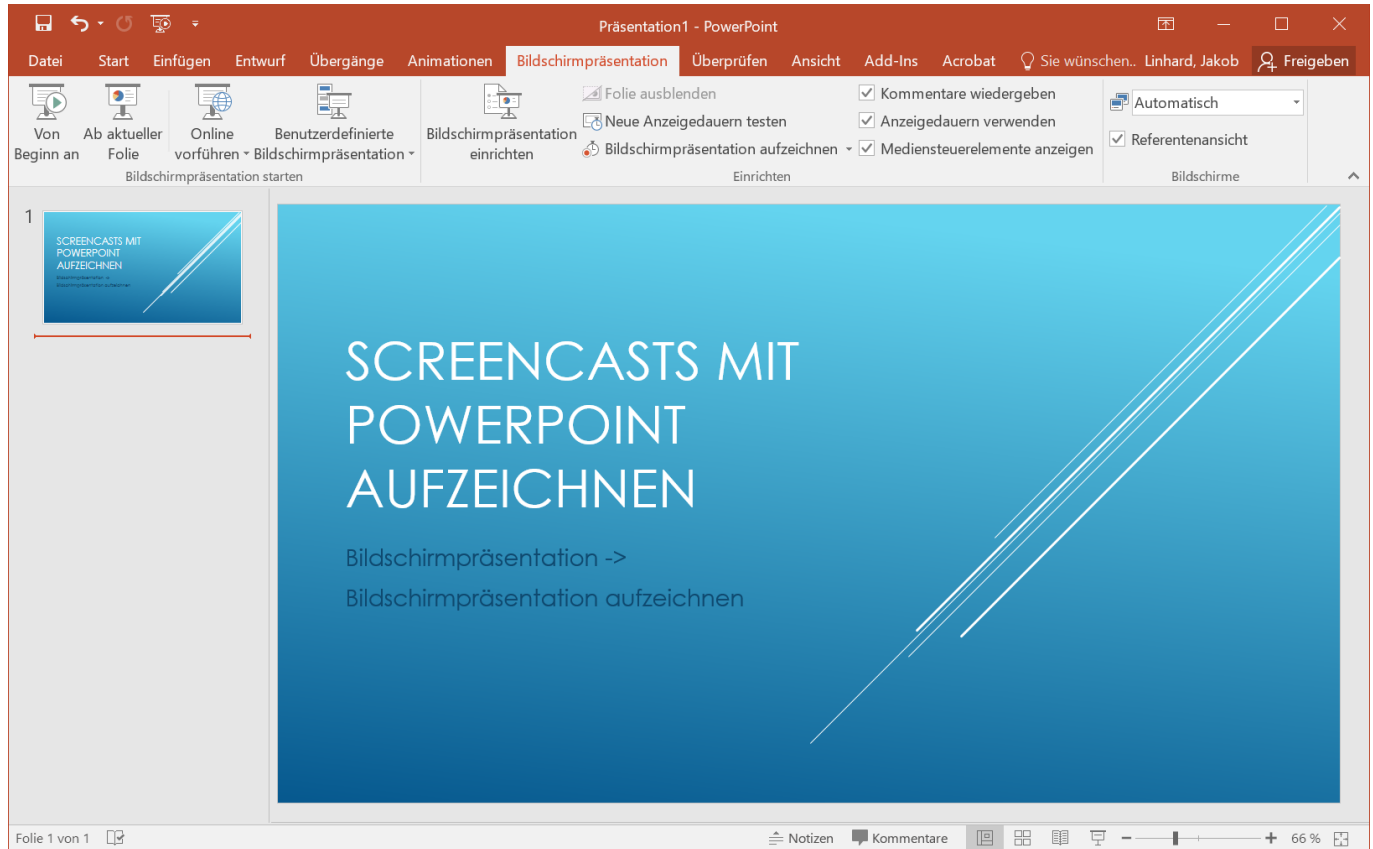 Präsentation1 - PowerPoint
Datei Start Einfügen Entwurf Übergänge Animationen Bildschirmpräsentation Überprüfen Ansicht Add-Ins Acrobat Sie wünschen.. Linhard, Jakob Freigeben
Von Beginn an
Ab aktueller Folie
Online vorführen
Benutzerdefinierte Bildschirmpräsentation
Bildschirmpräsentation starten
Bildschirmpräsentation einrichten
Folie ausblenden
Neue Anzeigedauern testen
Bildschirmpräsentation aufzeichnen
Kommentare wiedergeben
Anzeigedauern verwenden
Mediensteuerelemente anzeigen
Einrichten
Automatisch
Referentenansicht
Bildschirme
1
SCREENCASTS MIT
POWERPOINT
AUFZEICHNEN
Bildschirmpräsentation ->
Bildschirmpräsentation aufzeichnen
SCREENCASTS MIT
POWERPOINT
AUFZEICHNEN
Bildschirmpräsentation ->
Bildschirmpräsentation aufzeichnen
Folie 1 von 1 Notizen Kommentare 66 %